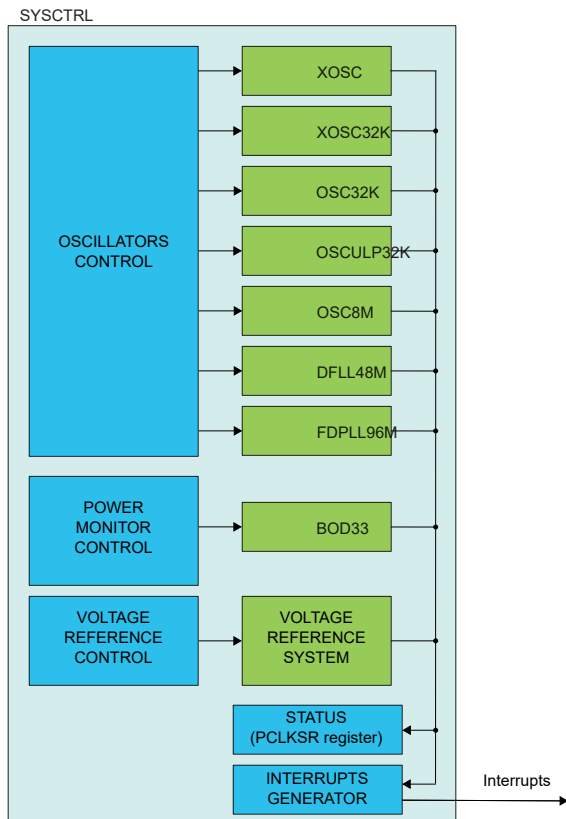 SYSCTRL
OSCILLATORS
CONTROL
XOSC
XOSC32K
OSC32K
OSCULP32K
OSC8M
DFLL48M
FDPLL96M
POWER
MONITOR
CONTROL
BOD33
VOLTAGE
REFERENCE
CONTROL
VOLTAGE
REFERENCE
SYSTEM
STATUS
(PCLKSR register)
INTERRUPTS
GENERATOR
Interrupts